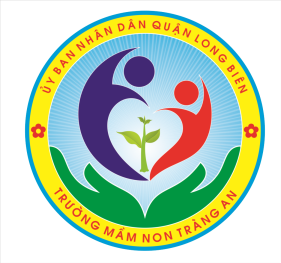 ỦY BAN NHÂN DÂN QUẬN LONG BIÊN
TRƯỜNG MẦM NON TRÀNG AN